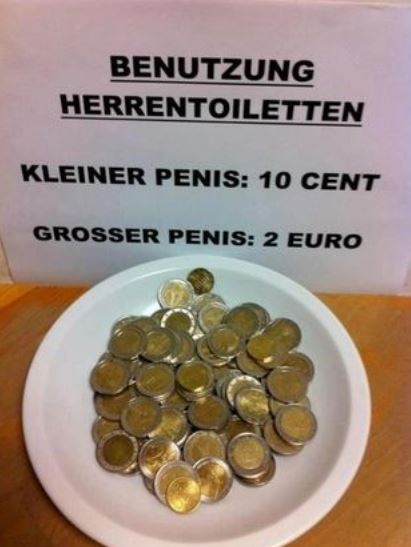 BENUTZUNG
HERRENTOILETTEN
KLEINER PENIS: 10 CENT
GROSSER PENIS: 2 EURO